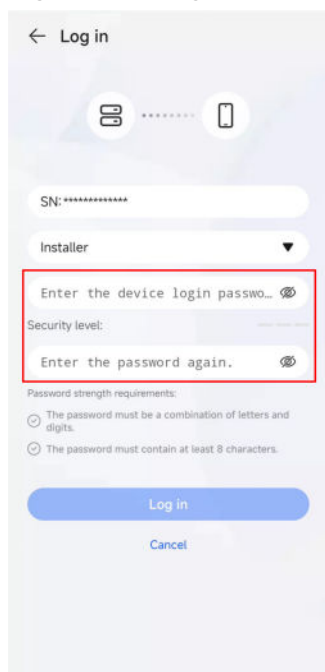 Log in
SN:*************
Installer
Enter the device login passwo…
Security level:
Enter the password again.
Password strength requirements:
The password must be a combination of letters and
digits.
The password must contain at least 8 characters.
Log in
Cancel